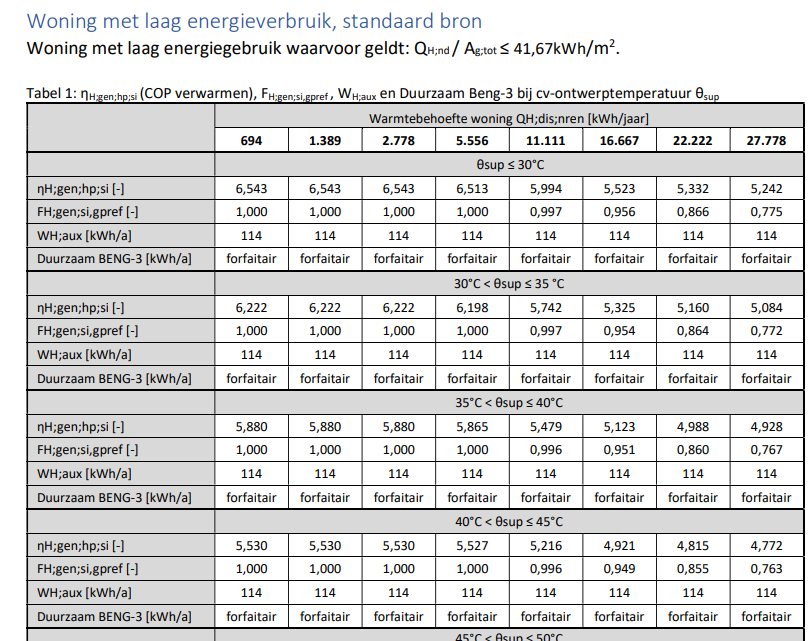 Woning met laag energieverbruik, standaard bron
Woning met laag energiegebruik waarvoor geldt: QH;nd / Ag;tot ≤ 41,67kWh/m².
Tabel 1: ηH;gen;hp;si (COP verwarmen), FH;gen;si,gpref , WH;aux en Duurzaam Beng-3 bij cv-ontwerptemperatuur θsup
Warmtebehoefte woning QH;dis;nren [kWh/jaar]
694 1.389 2.778 5.556 11.111 16.667 22.222 27.778
θsup ≤ 30°C
ηH;gen;hp;si [-] 6,543 6,543 6,543 6,513 5,994 5,523 5,332 5,242
FH;gen;si,gpref [-] 1,000 1,000 1,000 1,000 0,997 0,956 0,866 0,775
WH;aux [kWh/a] 114 114 114 114 114 114 114 114
Duurzaam BENG-3 [kWh/a] forfaitair forfaitair forfaitair forfaitair forfaitair forfaitair forfaitair forfaitair
30°C < θsup ≤ 35 °C
ηH;gen;hp;si [-] 6,222 6,222 6,222 6,198 5,742 5,325 5,160 5,084
FH;gen;si,gpref [-] 1,000 1,000 1,000 1,000 0,997 0,954 0,864 0,772
WH;aux [kWh/a] 114 114 114 114 114 114 114 114
Duurzaam BENG-3 [kWh/a] forfaitair forfaitair forfaitair forfaitair forfaitair forfaitair forfaitair forfaitair
35°C < θsup ≤ 40°C
ηH;gen;hp;si [-] 5,880 5,880 5,880 5,865 5,479 5,123 4,988 4,928
FH;gen;si,gpref [-] 1,000 1,000 1,000 1,000 0,996 0,951 0,860 0,767
WH;aux [kWh/a] 114 114 114 114 114 114 114 114
Duurzaam BENG-3 [kWh/a] forfaitair forfaitair forfaitair forfaitair forfaitair forfaitair forfaitair forfaitair
40°C < θsup ≤ 45°C
ηH;gen;hp;si [-] 5,530 5,530 5,530 5,527 5,216 4,921 4,815 4,772
FH;gen;si,gpref [-] 1,000 1,000 1,000 1,000 0,996 0,949 0,855 0,763
WH;aux [kWh/a] 114 114 114 114 114 114 114 114
Duurzaam BENG-3 [kWh/a] forfaitair forfaitair forfaitair forfaitair forfaitair forfaitair forfaitair forfaitair
45°C < θsup ≤ 50°C